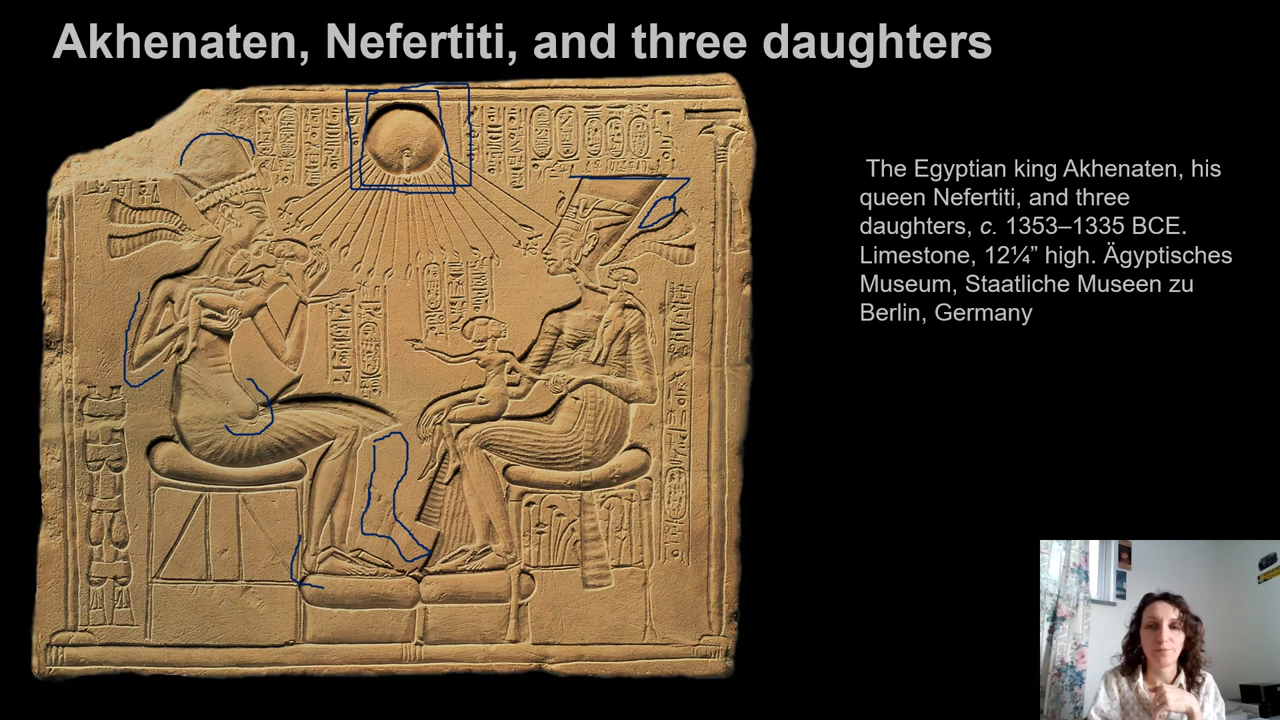 Akhenaten, Nefertiti, and three daughters
The Egyptian king Akhenaten, his
queen Nefertiti, and three
daughters, c. 1353–1335 BCE.
Limestone, 12¼” high. Ägyptisches
Museum, Staatliche Museen zu
Berlin, Germany